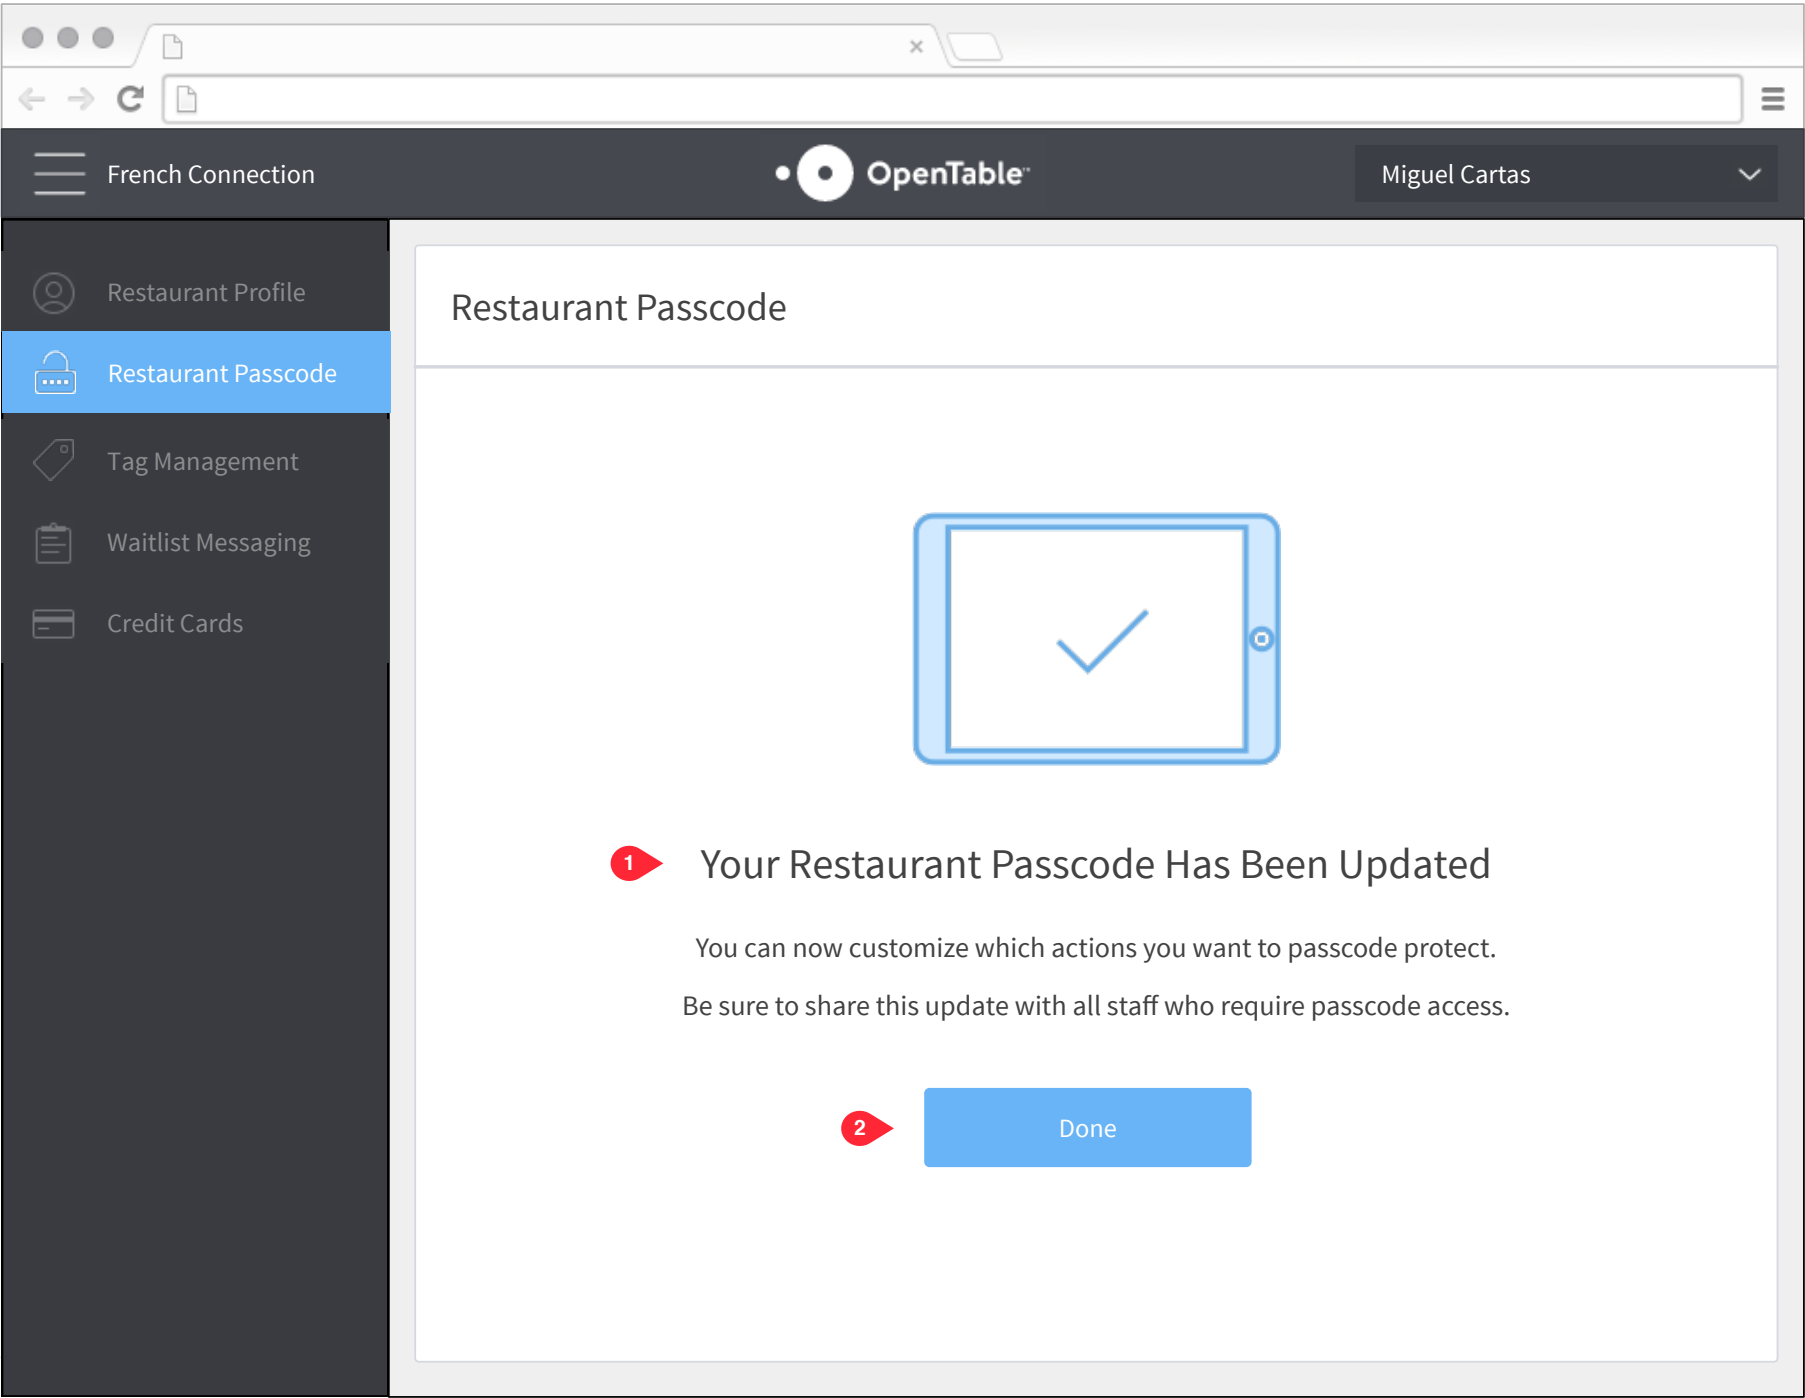 French Connection
OpenTable™
Miguel Cartas
Restaurant Profile
Restaurant Passcode
Tag Management
Waitlist Messaging
Credit Cards
Restaurant Passcode
1
Your Restaurant Passcode Has Been Updated
You can now customize which actions you want to passcode protect.
Be sure to share this update with all staff who require passcode access.
2
Done